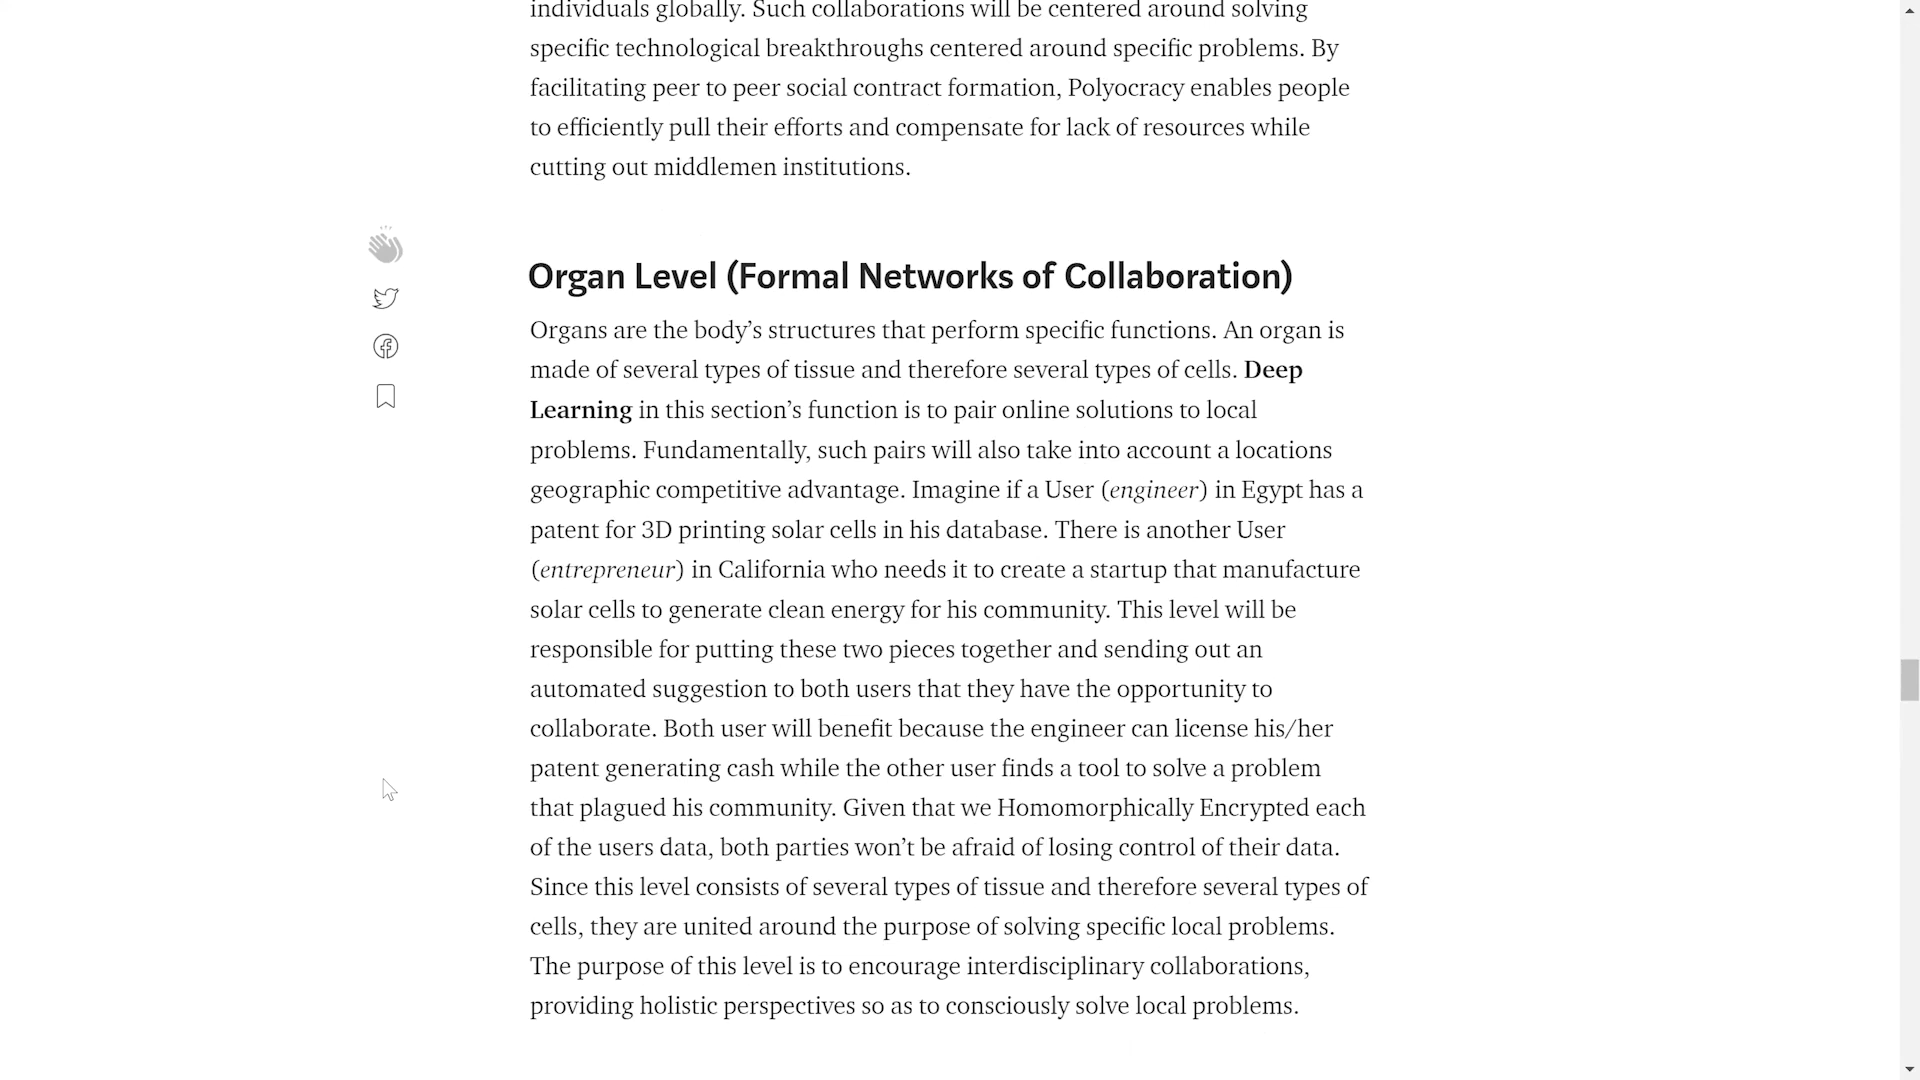 individuals globally. Such collaborations will be centered around solving
specific technological breakthroughs centered around specific problems. By
facilitating peer to peer social contract formation, Polyocracy enables people
to efficiently pull their efforts and compensate for lack of resources while
cutting out middlemen institutions.
Organ Level (Formal Networks of Collaboration)
Organs are the body’s structures that perform specific functions. An organ is
made of several types of tissue and therefore several types of cells. Deep
Learning in this section’s function is to pair online solutions to local
problems. Fundamentally, such pairs will also take into account a locations
geographic competitive advantage. Imagine if a User (engineer) in Egypt has a
patent for 3D printing solar cells in his database. There is another User
(entrepreneur) in California who needs it to create a startup that manufacture
solar cells to generate clean energy for his community. This level will be
responsible for putting these two pieces together and sending out an
automated suggestion to both users that they have the opportunity to
collaborate. Both user will benefit because the engineer can license his/her
patent generating cash while the other user finds a tool to solve a problem
that plagued his community. Given that we Homomorphically Encrypted each
of the users data, both parties won’t be afraid of losing control of their data.
Since this level consists of several types of tissue and therefore several types of
cells, they are united around the purpose of solving specific local problems.
The purpose of this level is to encourage interdisciplinary collaborations,
providing holistic perspectives so as to consciously solve local problems.